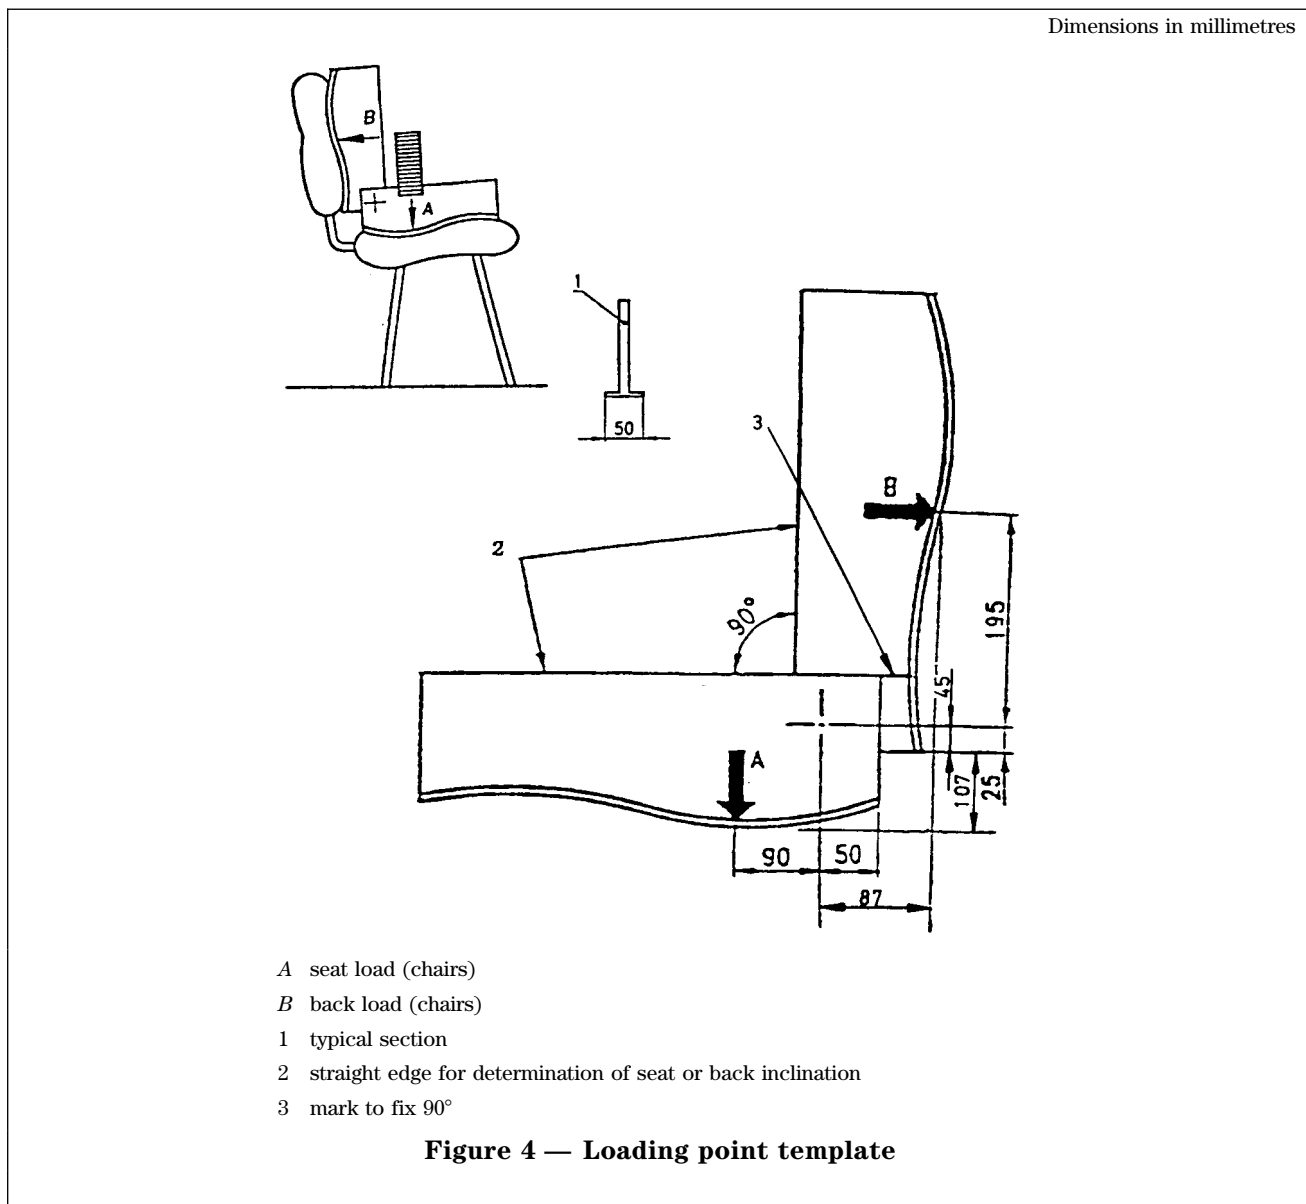 Dimensions in millimetres
B
A
1
50
3
B
2
90°
195
45
A
107
25
90
50
87
A seat load (chairs)
B back load (chairs)
1 typical section
2 straight edge for determination of seat or back inclination
3 mark to fix 90°
Figure 4 — Loading point template